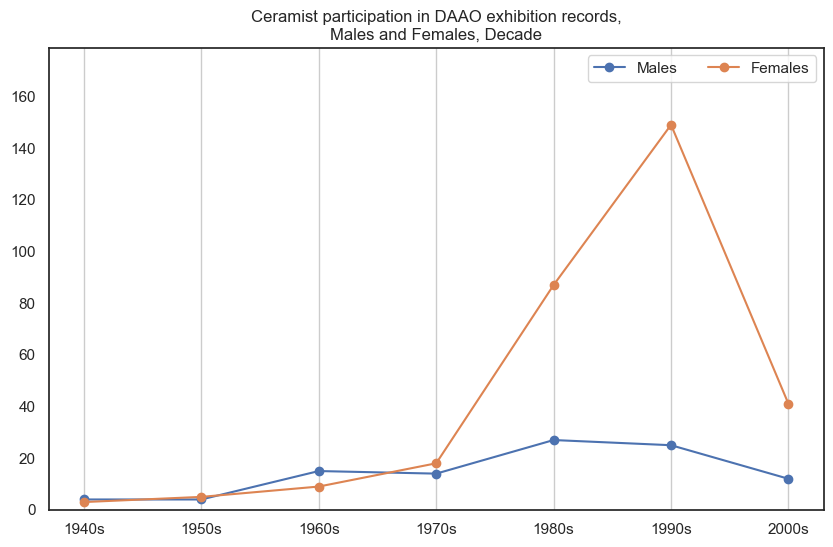 Ceramist participation in DAAO exhibition records,
Males and Females, Decade
Males Females
160
140
120
100
80
60
40
20
0
1940s 1950s 1960s 1970s 1980s 1990s 2000s